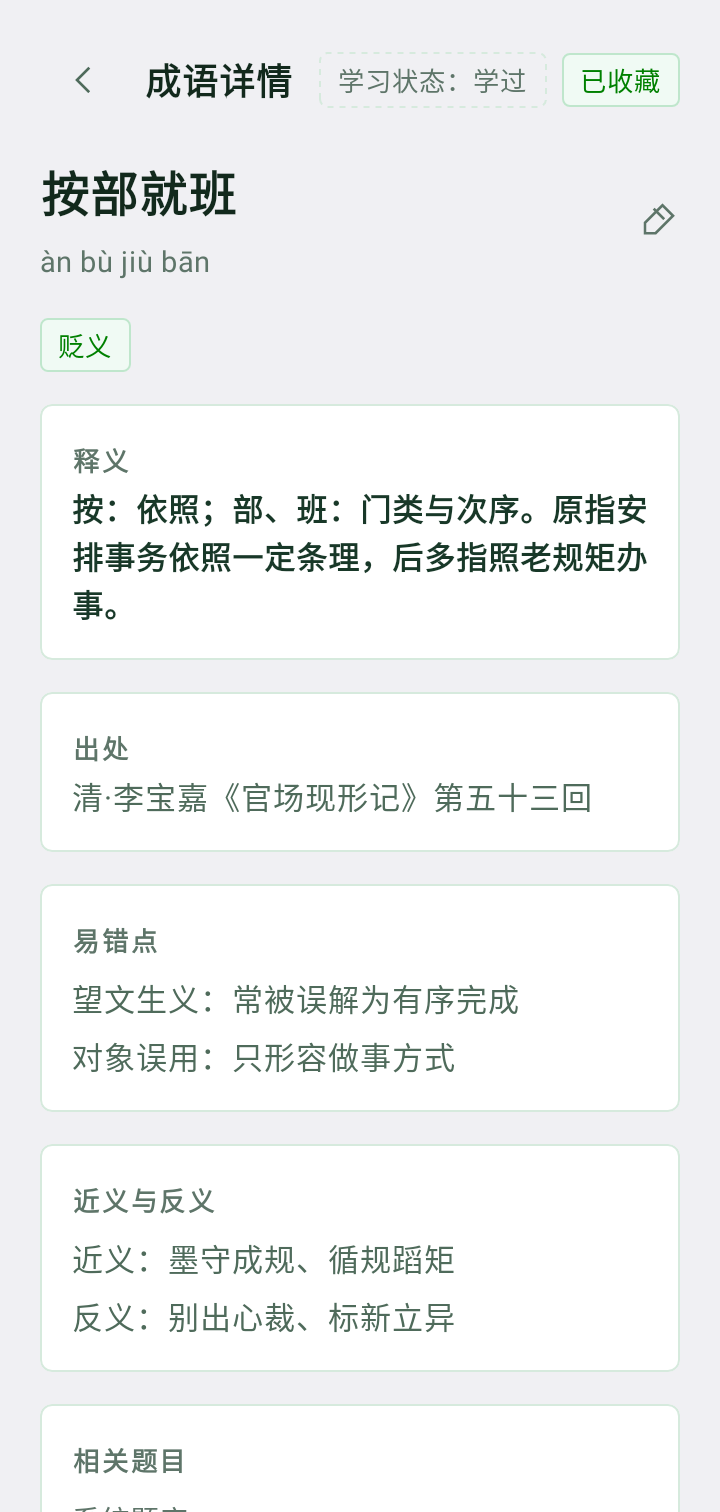 成语详情
学习状态：学过
已收藏
按部就班
àn bù jiù bān
贬义
释义
按：依照；部、班：门类与次序。原指安
排事务依照一定条理，后多指照老规矩办
事。
出处
清·李宝嘉《官场现形记》第五十三回
易错点
望文生义：常被误解为有序完成
对象误用：只形容做事方式
近义与反义
近义：墨守成规、循规蹈矩
反义：别出心裁、标新立异
相关题目